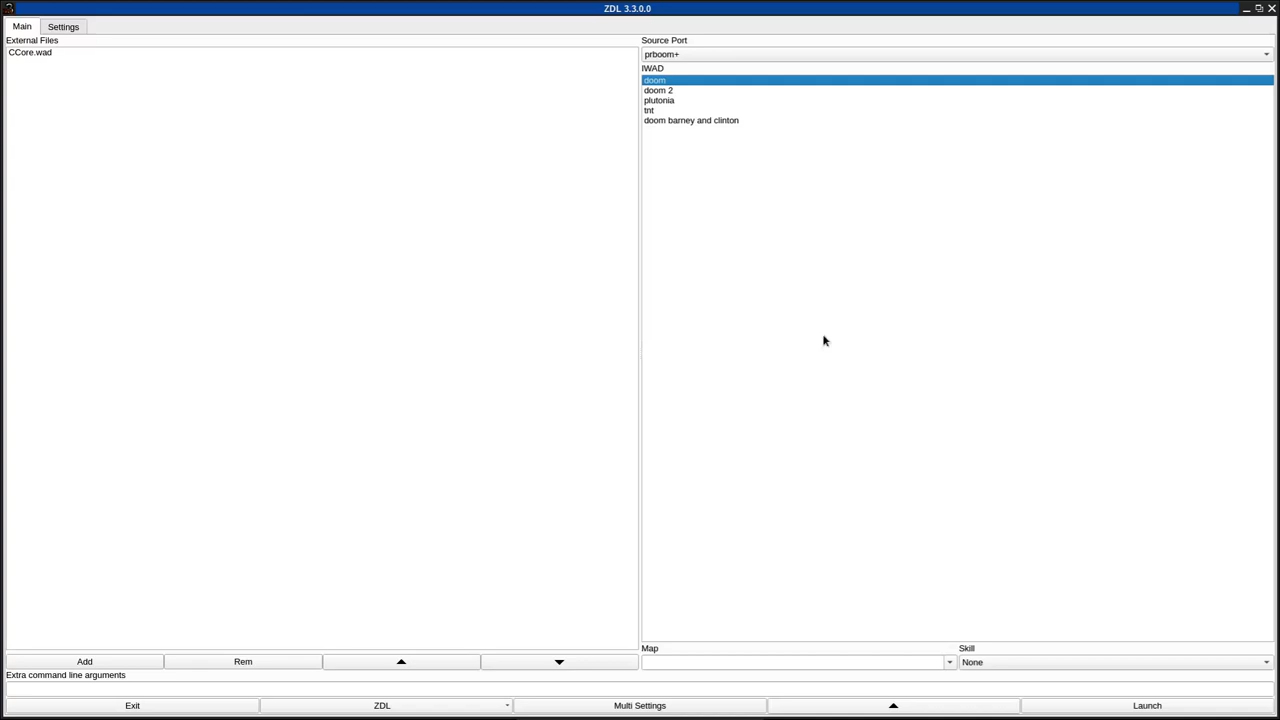 ZDL 3.3.0.0
Main
Settings
External Files
CCore.wad
Source Port
prboom+
IWAD
doom
doom 2
plutonia
tnt
doom barney and clinton
Add
Rem
Map
Skill
None
Extra command line arguments
Exit
ZDL
Multi Settings
Launch